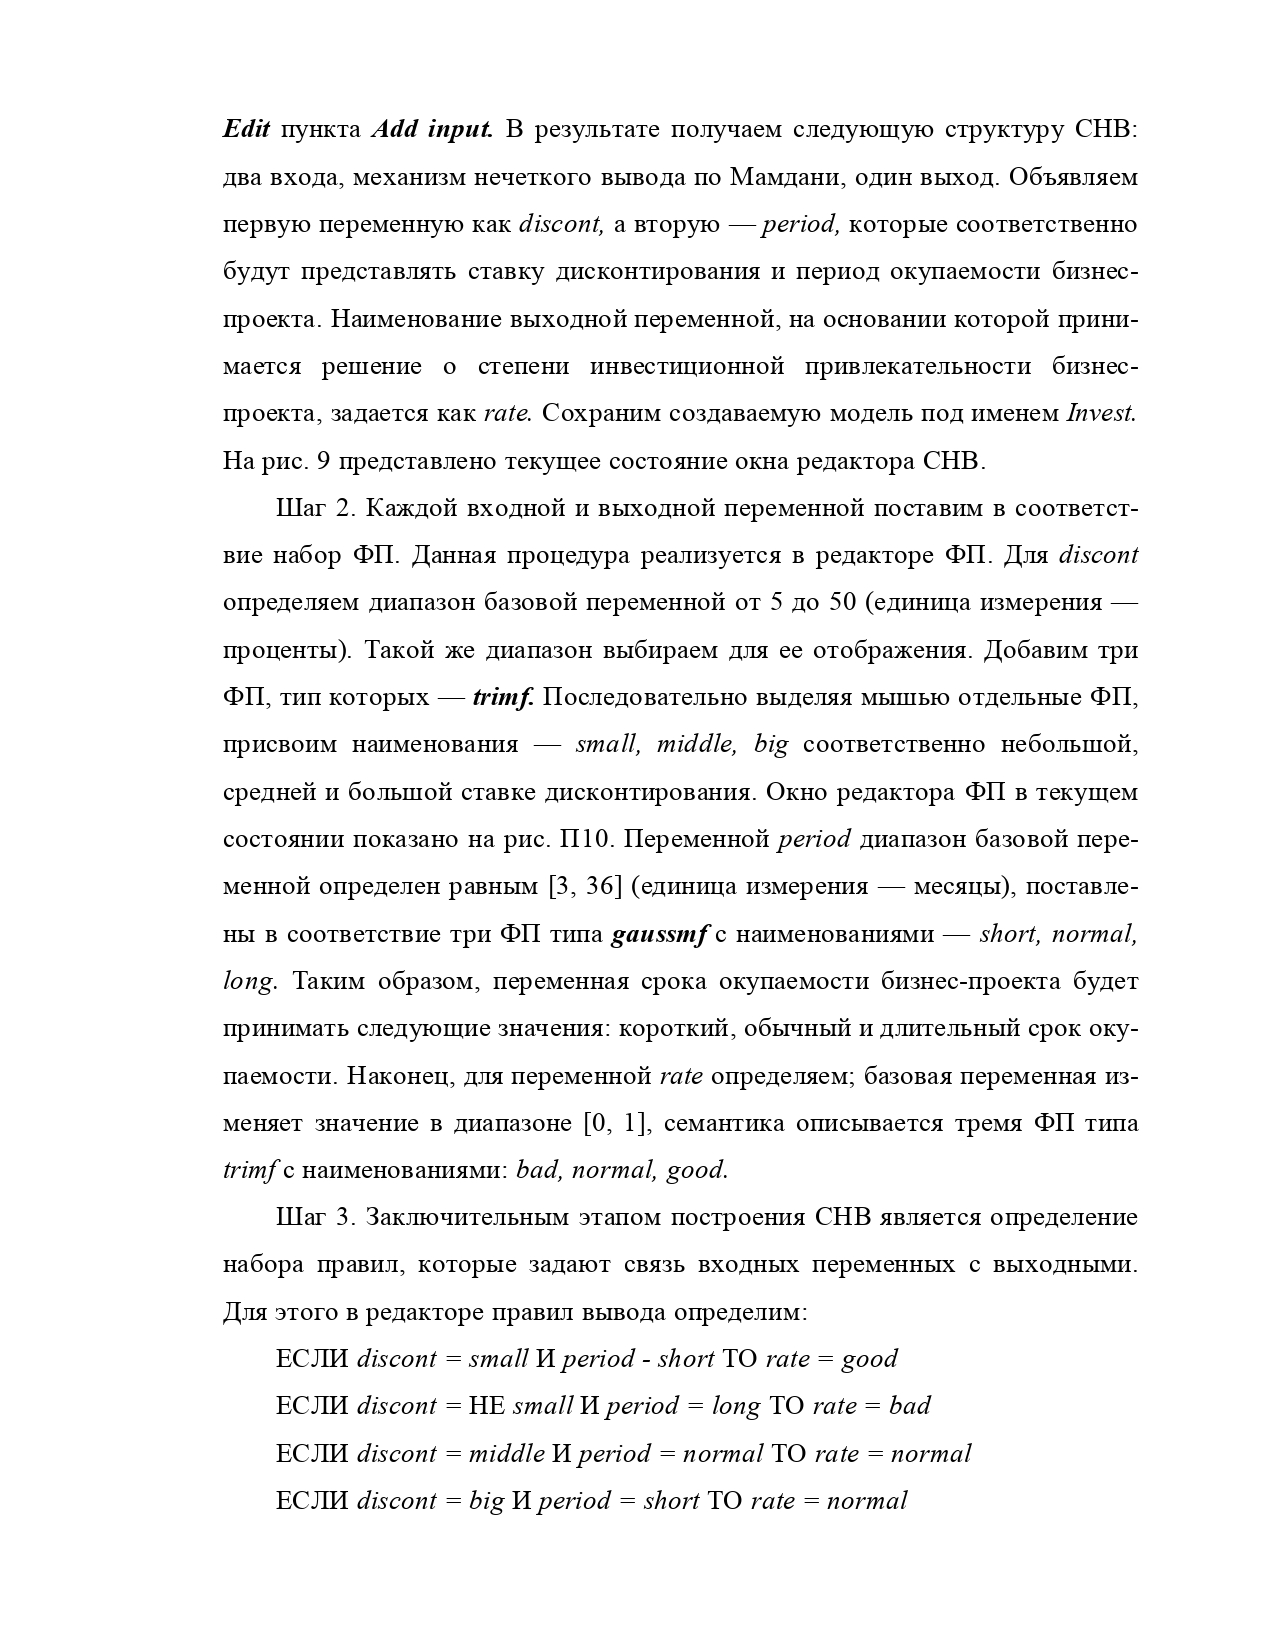 Edit пункта Add input. В результате получаем следующую структуру СНВ:
два входа, механизм нечеткого вывода по Мамдани, один выход. Объявляем
первую переменную как discont, а вторую — period, которые соответственно
будут представлять ставку дисконтирования и период окупаемости бизнес-
проекта. Наименование выходной переменной, на основании которой прини-
мается решение о степени инвестиционной привлекательности бизнес-
проекта, задается как rate. Сохраним создаваемую модель под именем Invest.
На рис. 9 представлено текущее состояние окна редактора СНВ.
Шаг 2. Каждой входной и выходной переменной поставим в соответст-
вие набор ФП. Данная процедура реализуется в редакторе ФП. Для discont
определяем диапазон базовой переменной от 5 до 50 (единица измерения —
проценты). Такой же диапазон выбираем для ее отображения. Добавим три
ФП, тип которых — trimf. Последовательно выделяя мышью отдельные ФП,
присвоим наименования — small, middle, big соответственно небольшой,
средней и большой ставке дисконтирования. Окно редактора ФП в текущем
состоянии показано на рис. П10. Переменной period диапазон базовой пере-
менной определен равным [3, 36] (единица измерения — месяцы), поставле-
ны в соответствие три ФП типа gaussmf с наименованиями — short, normal,
long. Таким образом, переменная срока окупаемости бизнес-проекта будет
принимать следующие значения: короткий, обычный и длительный срок оку-
паемости. Наконец, для переменной rate определяем; базовая переменная из-
меняет значение в диапазоне [0, 1], семантика описывается тремя ФП типа
trimf с наименованиями: bad, normal, good.
Шаг 3. Заключительным этапом построения СНВ является определение
набора правил, которые задают связь входных переменных с выходными.
Для этого в редакторе правил вывода определим:
ЕСЛИ discont = small И period - short ТО rate = good
ЕСЛИ discont = НЕ small И period = long ТО rate = bad
ЕСЛИ discont = middle И period = normal ТО rate = normal
ЕСЛИ discont = big И period = short ТО rate = normal